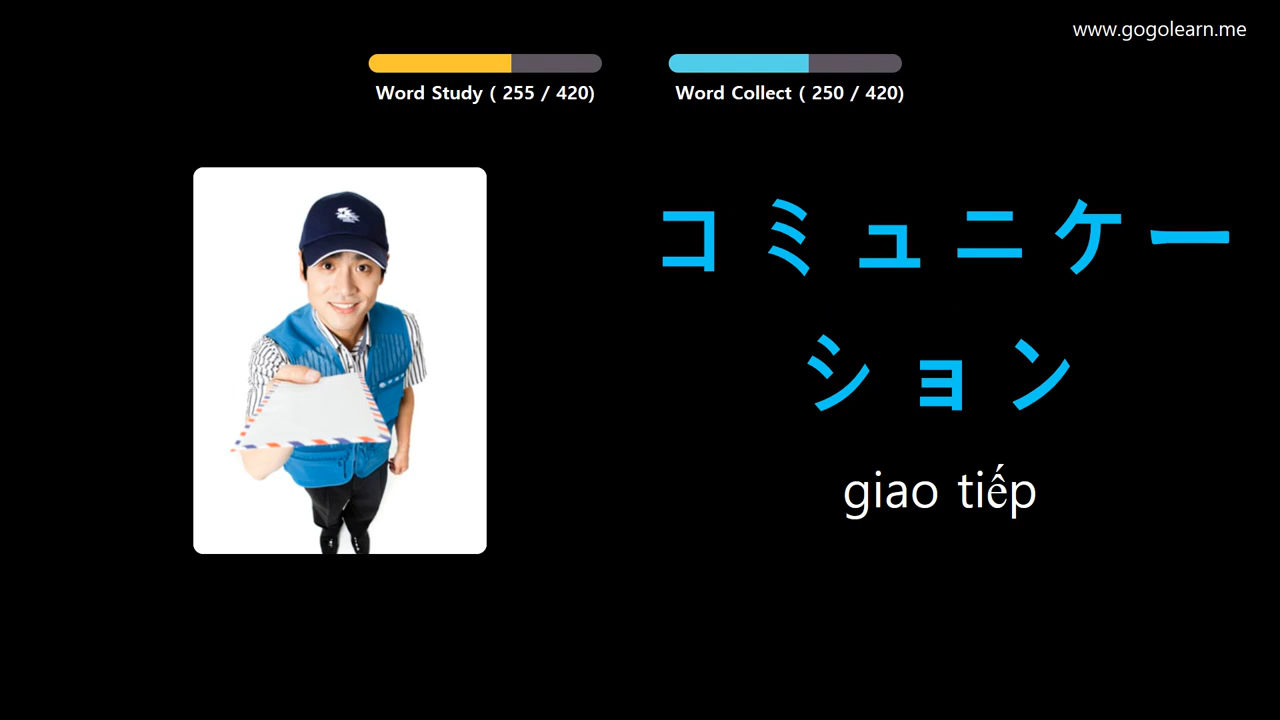 www.gogolearn.me
Word Study ( 255 / 420)
Word Collect ( 250 / 420)
コミュニケー
ション
giao tiếp